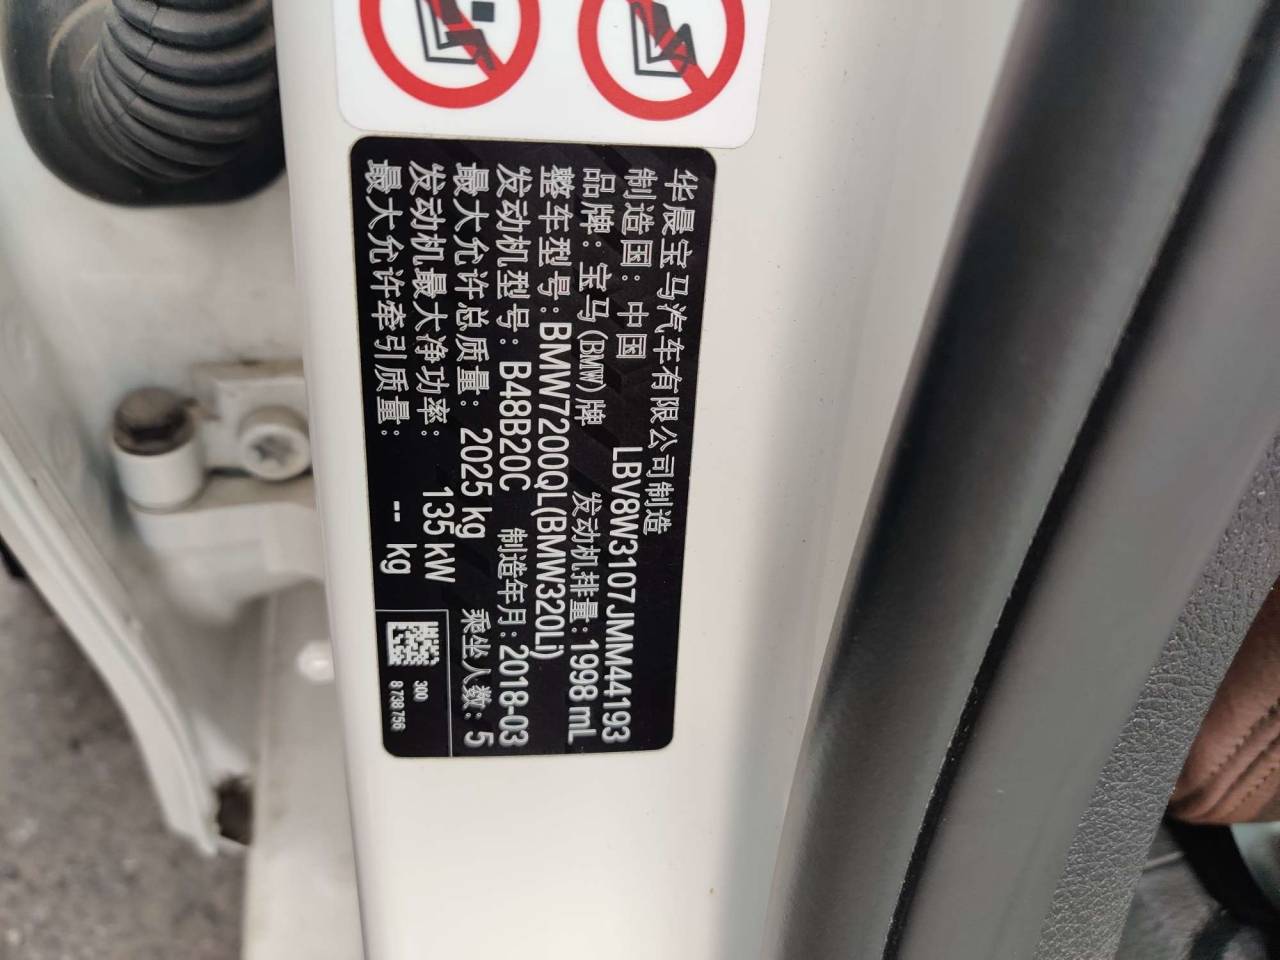 华晨宝马汽车有限公司制造
制造国：中国 LBV8W3107JMM44193
品牌：宝马(BMW)牌 发动机排量：1998 mL
整车型号：BMW7200QL(BMW320Li)
发动机型号：B48B20C 制造年月：2018-03
最大允许总质量：2025 kg 乘坐人数：5
发动机最大净功率：135 kW
最大允许牵引质量：-- kg
300
8 738 756